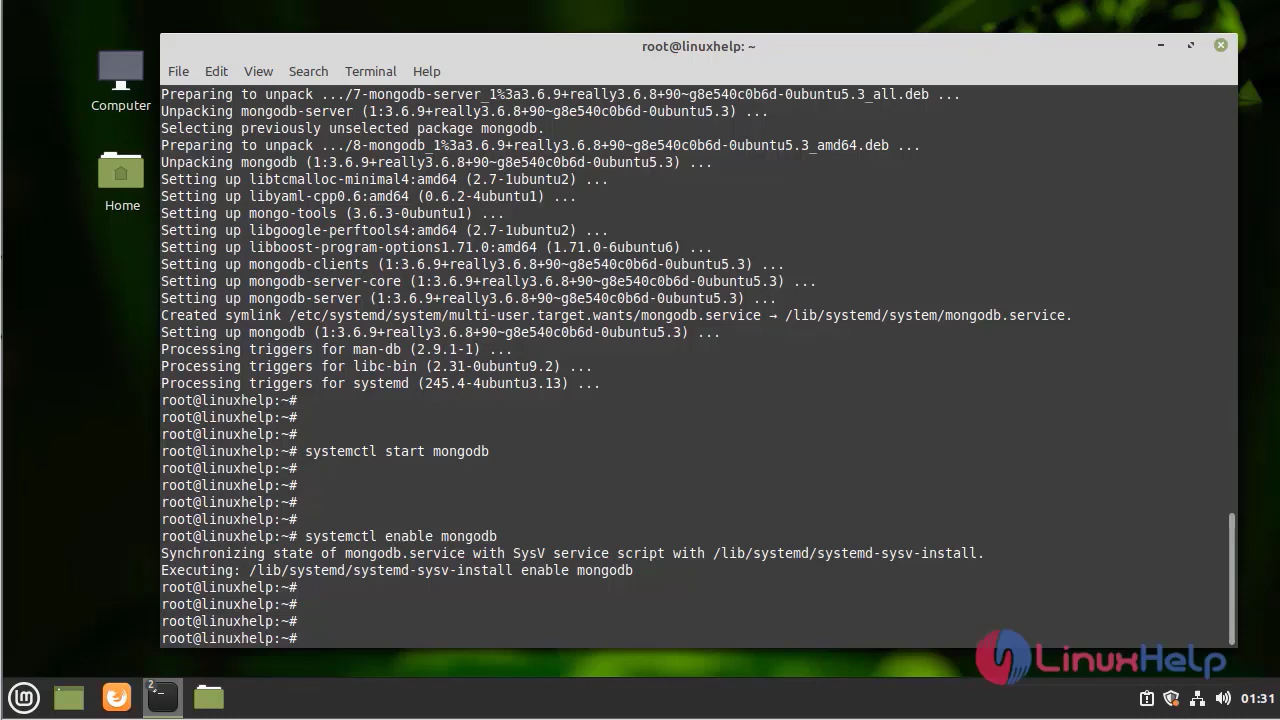 root@linuxhelp: ~
File Edit View Search Terminal Help
Computer
Home
Preparing to unpack .../7-mongodb-server_1%3a3.6.9+really3.6.8+90~g8e540c0b6d-0ubuntu5.3_all.deb ...
Unpacking mongodb-server (1:3.6.9+really3.6.8+90~g8e540c0b6d-0ubuntu5.3) ...
Selecting previously unselected package mongodb.
Preparing to unpack .../8-mongodb_1%3a3.6.9+really3.6.8+90~g8e540c0b6d-0ubuntu5.3_amd64.deb ...
Unpacking mongodb (1:3.6.9+really3.6.8+90~g8e540c0b6d-0ubuntu5.3) ...
Setting up libtcmalloc-minimal4:amd64 (2.7-1ubuntu2) ...
Setting up libyaml-cpp0.6:amd64 (0.6.2-4ubuntu1) ...
Setting up mongo-tools (3.6.3-0ubuntu1) ...
Setting up libgoogle-perftools4:amd64 (2.7-1ubuntu2) ...
Setting up libboost-program-options1.71.0:amd64 (1.71.0-6ubuntu6) ...
Setting up mongodb-clients (1:3.6.9+really3.6.8+90~g8e540c0b6d-0ubuntu5.3) ...
Setting up mongodb-server-core (1:3.6.9+really3.6.8+90~g8e540c0b6d-0ubuntu5.3) ...
Setting up mongodb-server (1:3.6.9+really3.6.8+90~g8e540c0b6d-0ubuntu5.3) ...
Created symlink /etc/systemd/system/multi-user.target.wants/mongodb.service → /lib/systemd/system/mongodb.service.
Setting up mongodb (1:3.6.9+really3.6.8+90~g8e540c0b6d-0ubuntu5.3) ...
Processing triggers for man-db (2.9.1-1) ...
Processing triggers for libc-bin (2.31-0ubuntu9.2) ...
Processing triggers for systemd (245.4-4ubuntu3.13) ...
root@linuxhelp:~#
root@linuxhelp:~#
root@linuxhelp:~#
root@linuxhelp:~# systemctl start mongodb
root@linuxhelp:~#
root@linuxhelp:~#
root@linuxhelp:~#
root@linuxhelp:~#
root@linuxhelp:~# systemctl enable mongodb
Synchronizing state of mongodb.service with SysV service script with /lib/systemd/systemd-sysv-install.
Executing: /lib/systemd/systemd-sysv-install enable mongodb
root@linuxhelp:~#
root@linuxhelp:~#
root@linuxhelp:~#
root@linuxhelp:~#
LinuxHelp
2
01:31